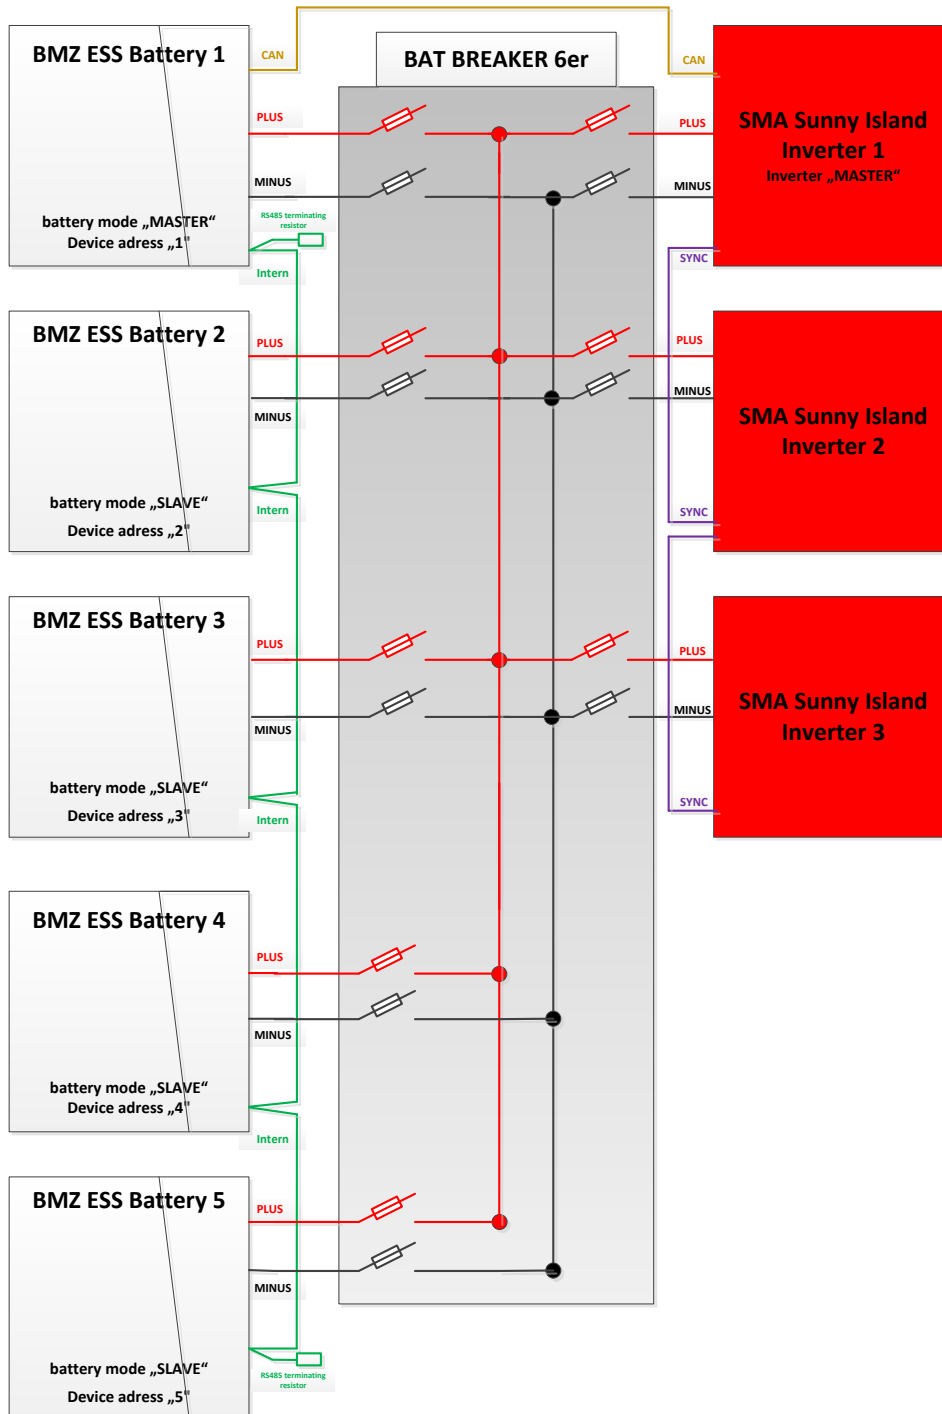 BMZ ESS Battery 1
CAN
BAT BREAKER 6er
CAN
PLUS
PLUS
SMA Sunny Island
Inverter 1
Inverter „MASTER“
MINUS
MINUS
battery mode „MASTER“
Device adress „1"
RS485 terminating
resistor
Intern
SYNC
BMZ ESS Battery 2
PLUS
PLUS
MINUS
MINUS
SMA Sunny Island
Inverter 2
battery mode „SLAVE“
Device adress „2"
Intern
SYNC
BMZ ESS Battery 3
PLUS
PLUS
MINUS
MINUS
SMA Sunny Island
Inverter 3
battery mode „SLAVE“
Device adress „3"
Intern
SYNC
BMZ ESS Battery 4
PLUS
MINUS
battery mode „SLAVE“
Device adress „4"
Intern
BMZ ESS Battery 5
PLUS
MINUS
battery mode „SLAVE“
Device adress „5"
RS485 terminating
resistor